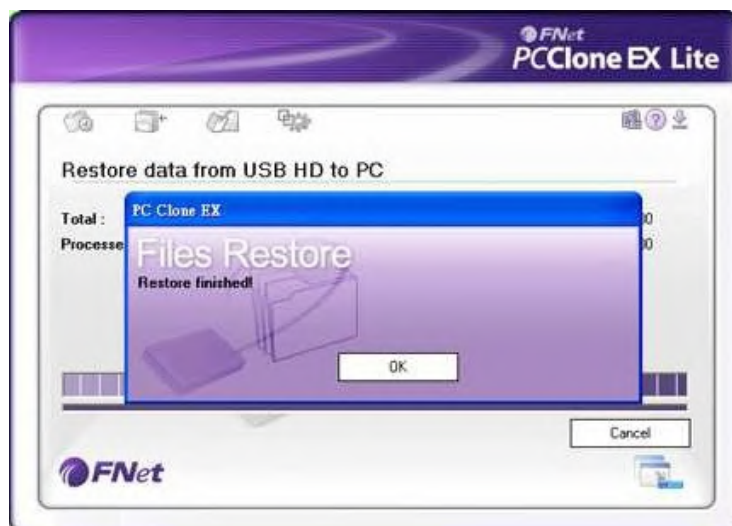 FNet
PCClone EX Lite
Restore data from USB HD to PC
PC Clone EX
Total :
Files Restore
Restore finished!
OK
Cancel
FNet